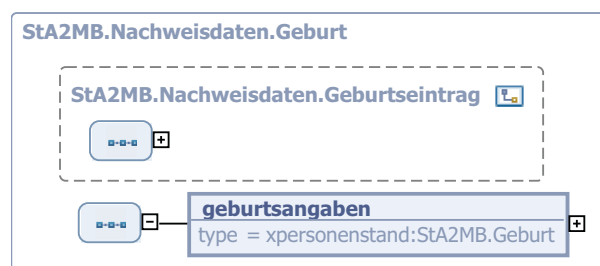 StA2MB.Nachweisdaten.Geburt
StA2MB.Nachweisdaten.Geburtseintrag
geburtsangaben
type = xpersonenstand:StA2MB.Geburt